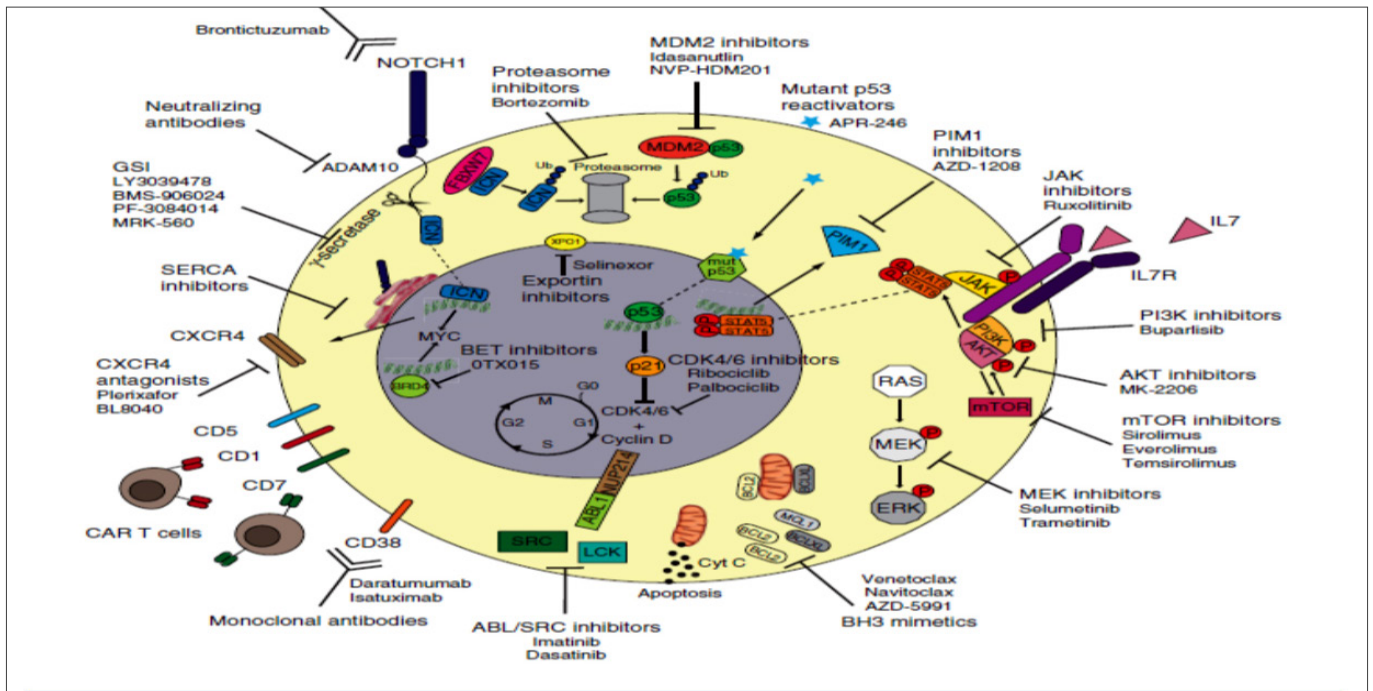 Brontictuzumab
NOTCH1
Neutralizing
antibodies
ADAM10
GSI
LY3039478
BMS-906024
PF-3084014
MRK-560
γ-secretase
ICN
SERCA
inhibitors
CXCR4
CXCR4
antagonists
Plerixafor
BL8040
Proteasome
inhibitors
Bortezomib
FBXW7
ICN
Ub
ICN
Proteasome
MDM2 inhibitors
Idasanutlin
NVP-HDM201
MDM2
p53
Ub
p53
Mutant p53
reactivators
APR-246
PIM1
inhibitors
AZD-1208
PIM1
JAK
inhibitors
Ruxolitinib
IL7
IL7R
P
P
STAT5
STAT5
JAK
P
PI3K
P
AKT
P
mTOR
PI3K inhibitors
Buparlisib
AKT inhibitors
MK-2206
mTOR inhibitors
Sirolimus
Everolimus
Temsirolimus
XPO1
Selinexor
Exportin
inhibitors
mut
p53
ICN
MYC
BET inhibitors
OTX015
BRD4
p53
P
P
STAT5
STAT5
p21
CDK4/6 inhibitors
Ribociclib
Palbociclib
CDK4/6
+
Cyclin D
G0
M
G1
G2
S
RAS
MEK
P
ERK
P
MEK inhibitors
Selumetinib
Trametinib
CD5
CD1
CD7
CAR T cells
CD38
Daratumumab
Isatuximab
Monoclonal antibodies
NUP214
ABL1
SRC
LCK
ABL/SRC inhibitors
Imatinib
Dasatinib
Cyt C
Apoptosis
BCL2
BCLXL
MCL1
BCL2
BCLXL
BCL2
Venetoclax
Navitoclax
AZD-5991
BH3 mimetics